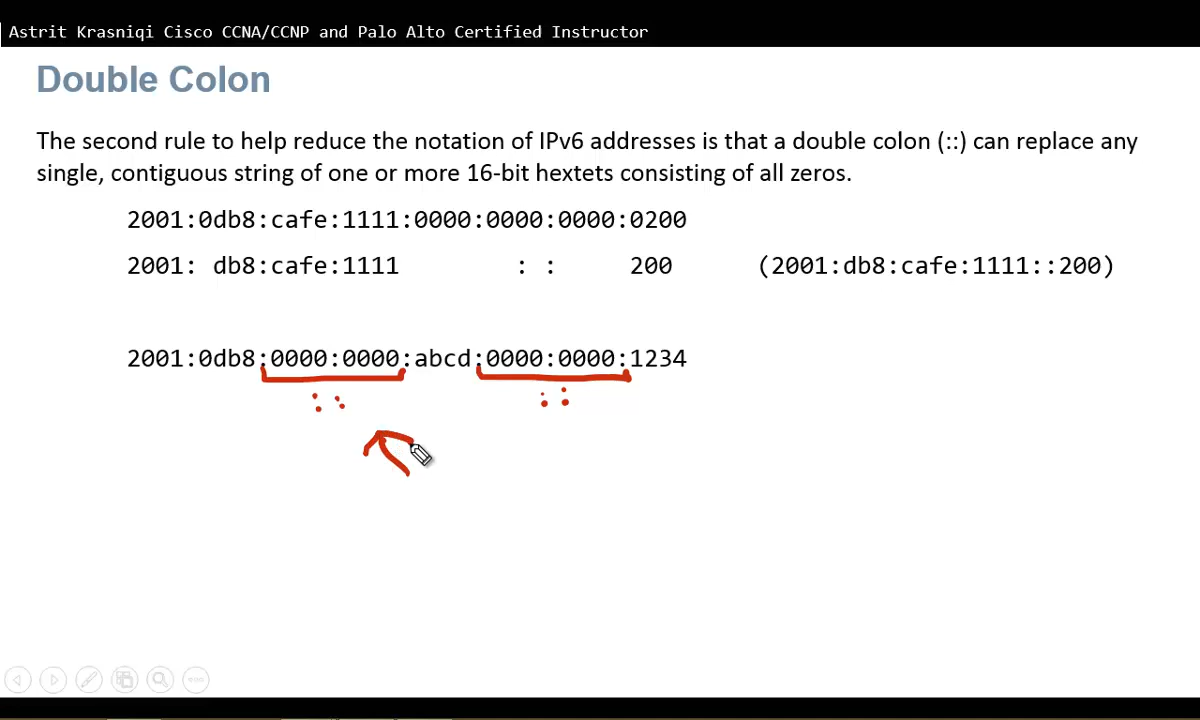 Astrit Krasniqi Cisco CCNA/CCNP and Palo Alto Certified Instructor
Double Colon
The second rule to help reduce the notation of IPv6 addresses is that a double colon (::) can replace any
single, contiguous string of one or more 16-bit hextets consisting of all zeros.
2001:0db8:cafe:1111:0000:0000:0000:0200
2001: db8:cafe:1111 : : 200 (2001:db8:cafe:1111::200)
2001:0db8:0000:0000:abcd:0000:0000:1234
: : : :